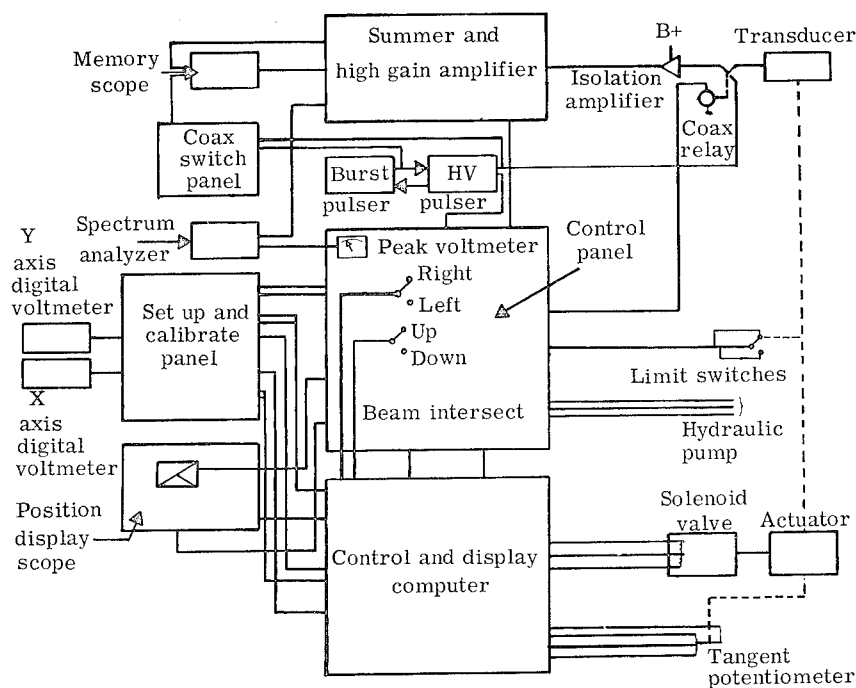 Summer and
high gain amplifier
B+
Transducer
Memory
scope
Isolation
amplifier
Coax
relay
Coax
switch
panel
Burst
pulser
HV
pulser
Spectrum
analyzer
Peak voltmeter
Control
panel
Right
Left
Up
Down
Beam intersect
Y
axis
digital
voltmeter
Set up and
calibrate
panel
X
axis
digital
voltmeter
Limit switches
Hydraulic
pump
Position
display
scope
Solenoid
valve
Actuator
Control and display
computer
Tangent
potentiometer